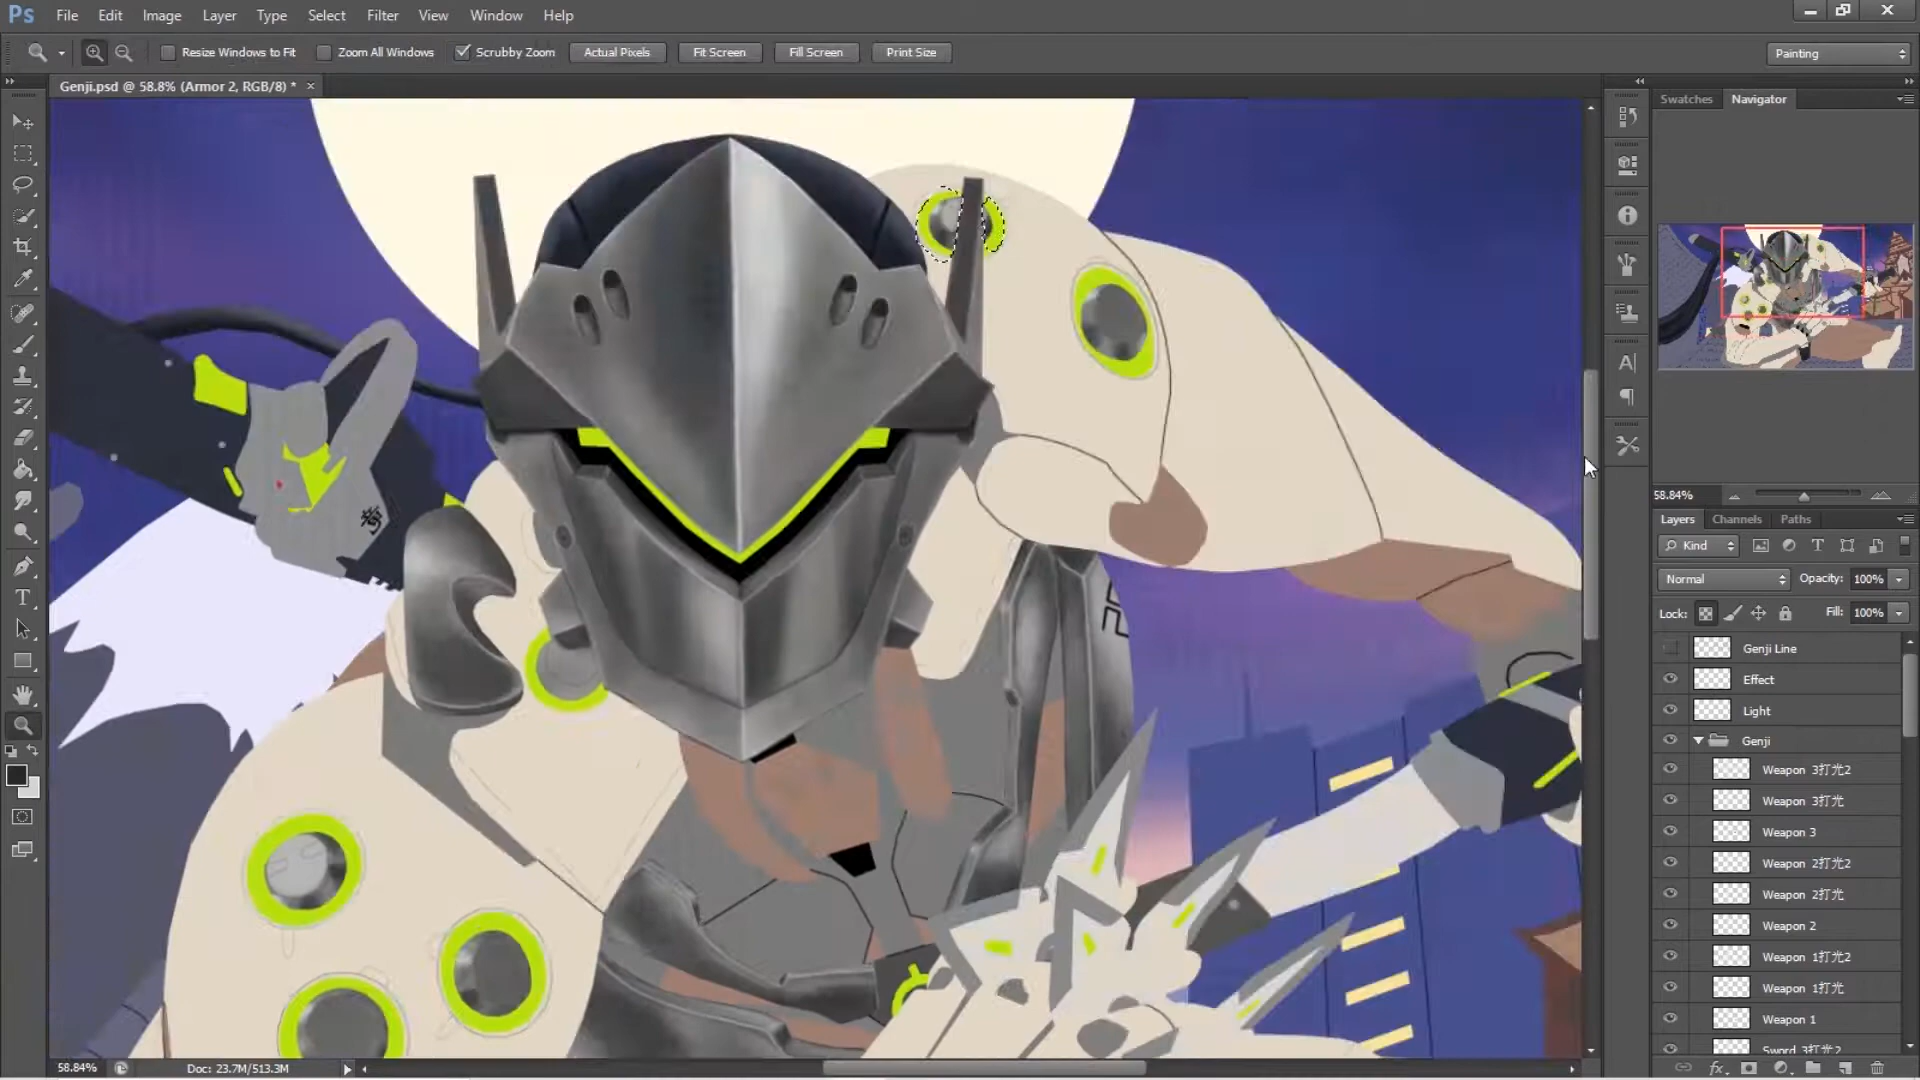 Ps File Edit Image Layer Type Select Filter View Window Help
Resize Windows to Fit Zoom All Windows Scrubby Zoom Actual Pixels Fit Screen Fill Screen Print Size Painting
Genji.psd @ 58.8% (Armor 2, RGB/8) *
Swatches Navigator
58.84%
Layers Channels Paths
Kind
Normal Opacity: 100%
Lock: Fill: 100%
Genji Line
Effect
Light
Genji
Weapon 3打光2
Weapon 3打光
Weapon 3
Weapon 2打光2
Weapon 2打光
Weapon 2
Weapon 1打光2
Weapon 1打光
Weapon 1
Sword 3打光2
58.84% Doc: 23.7M/513.3M